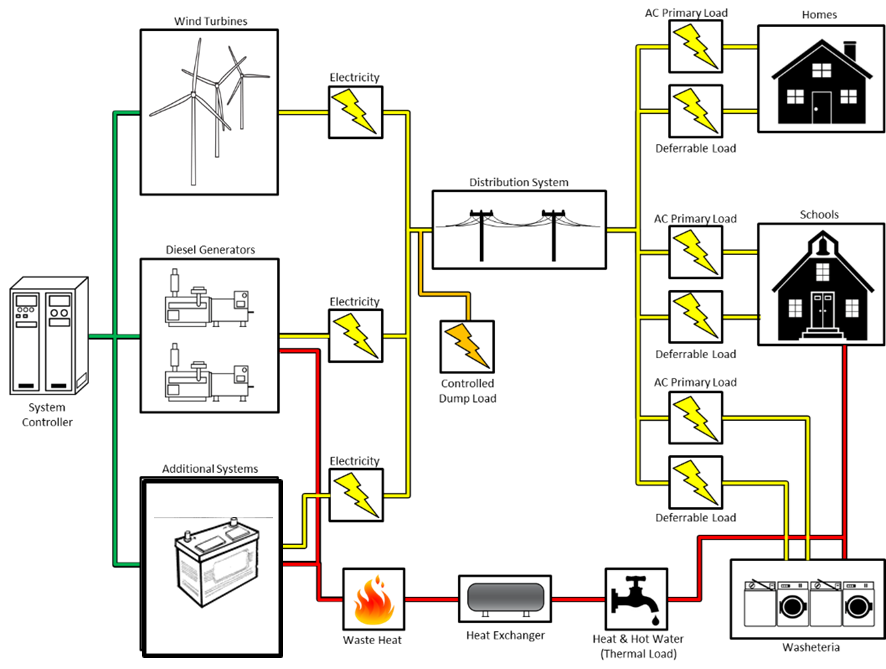 Wind Turbines
AC Primary Load
Homes
Electricity
Deferrable Load
Distribution System
AC Primary Load
Schools
Diesel Generators
Electricity
Deferrable Load
Controlled
Dump Load
AC Primary Load
System
Controller
Additional Systems
Electricity
Deferrable Load
Waste Heat
Heat Exchanger
Heat & Hot Water
(Thermal Load)
Washeteria